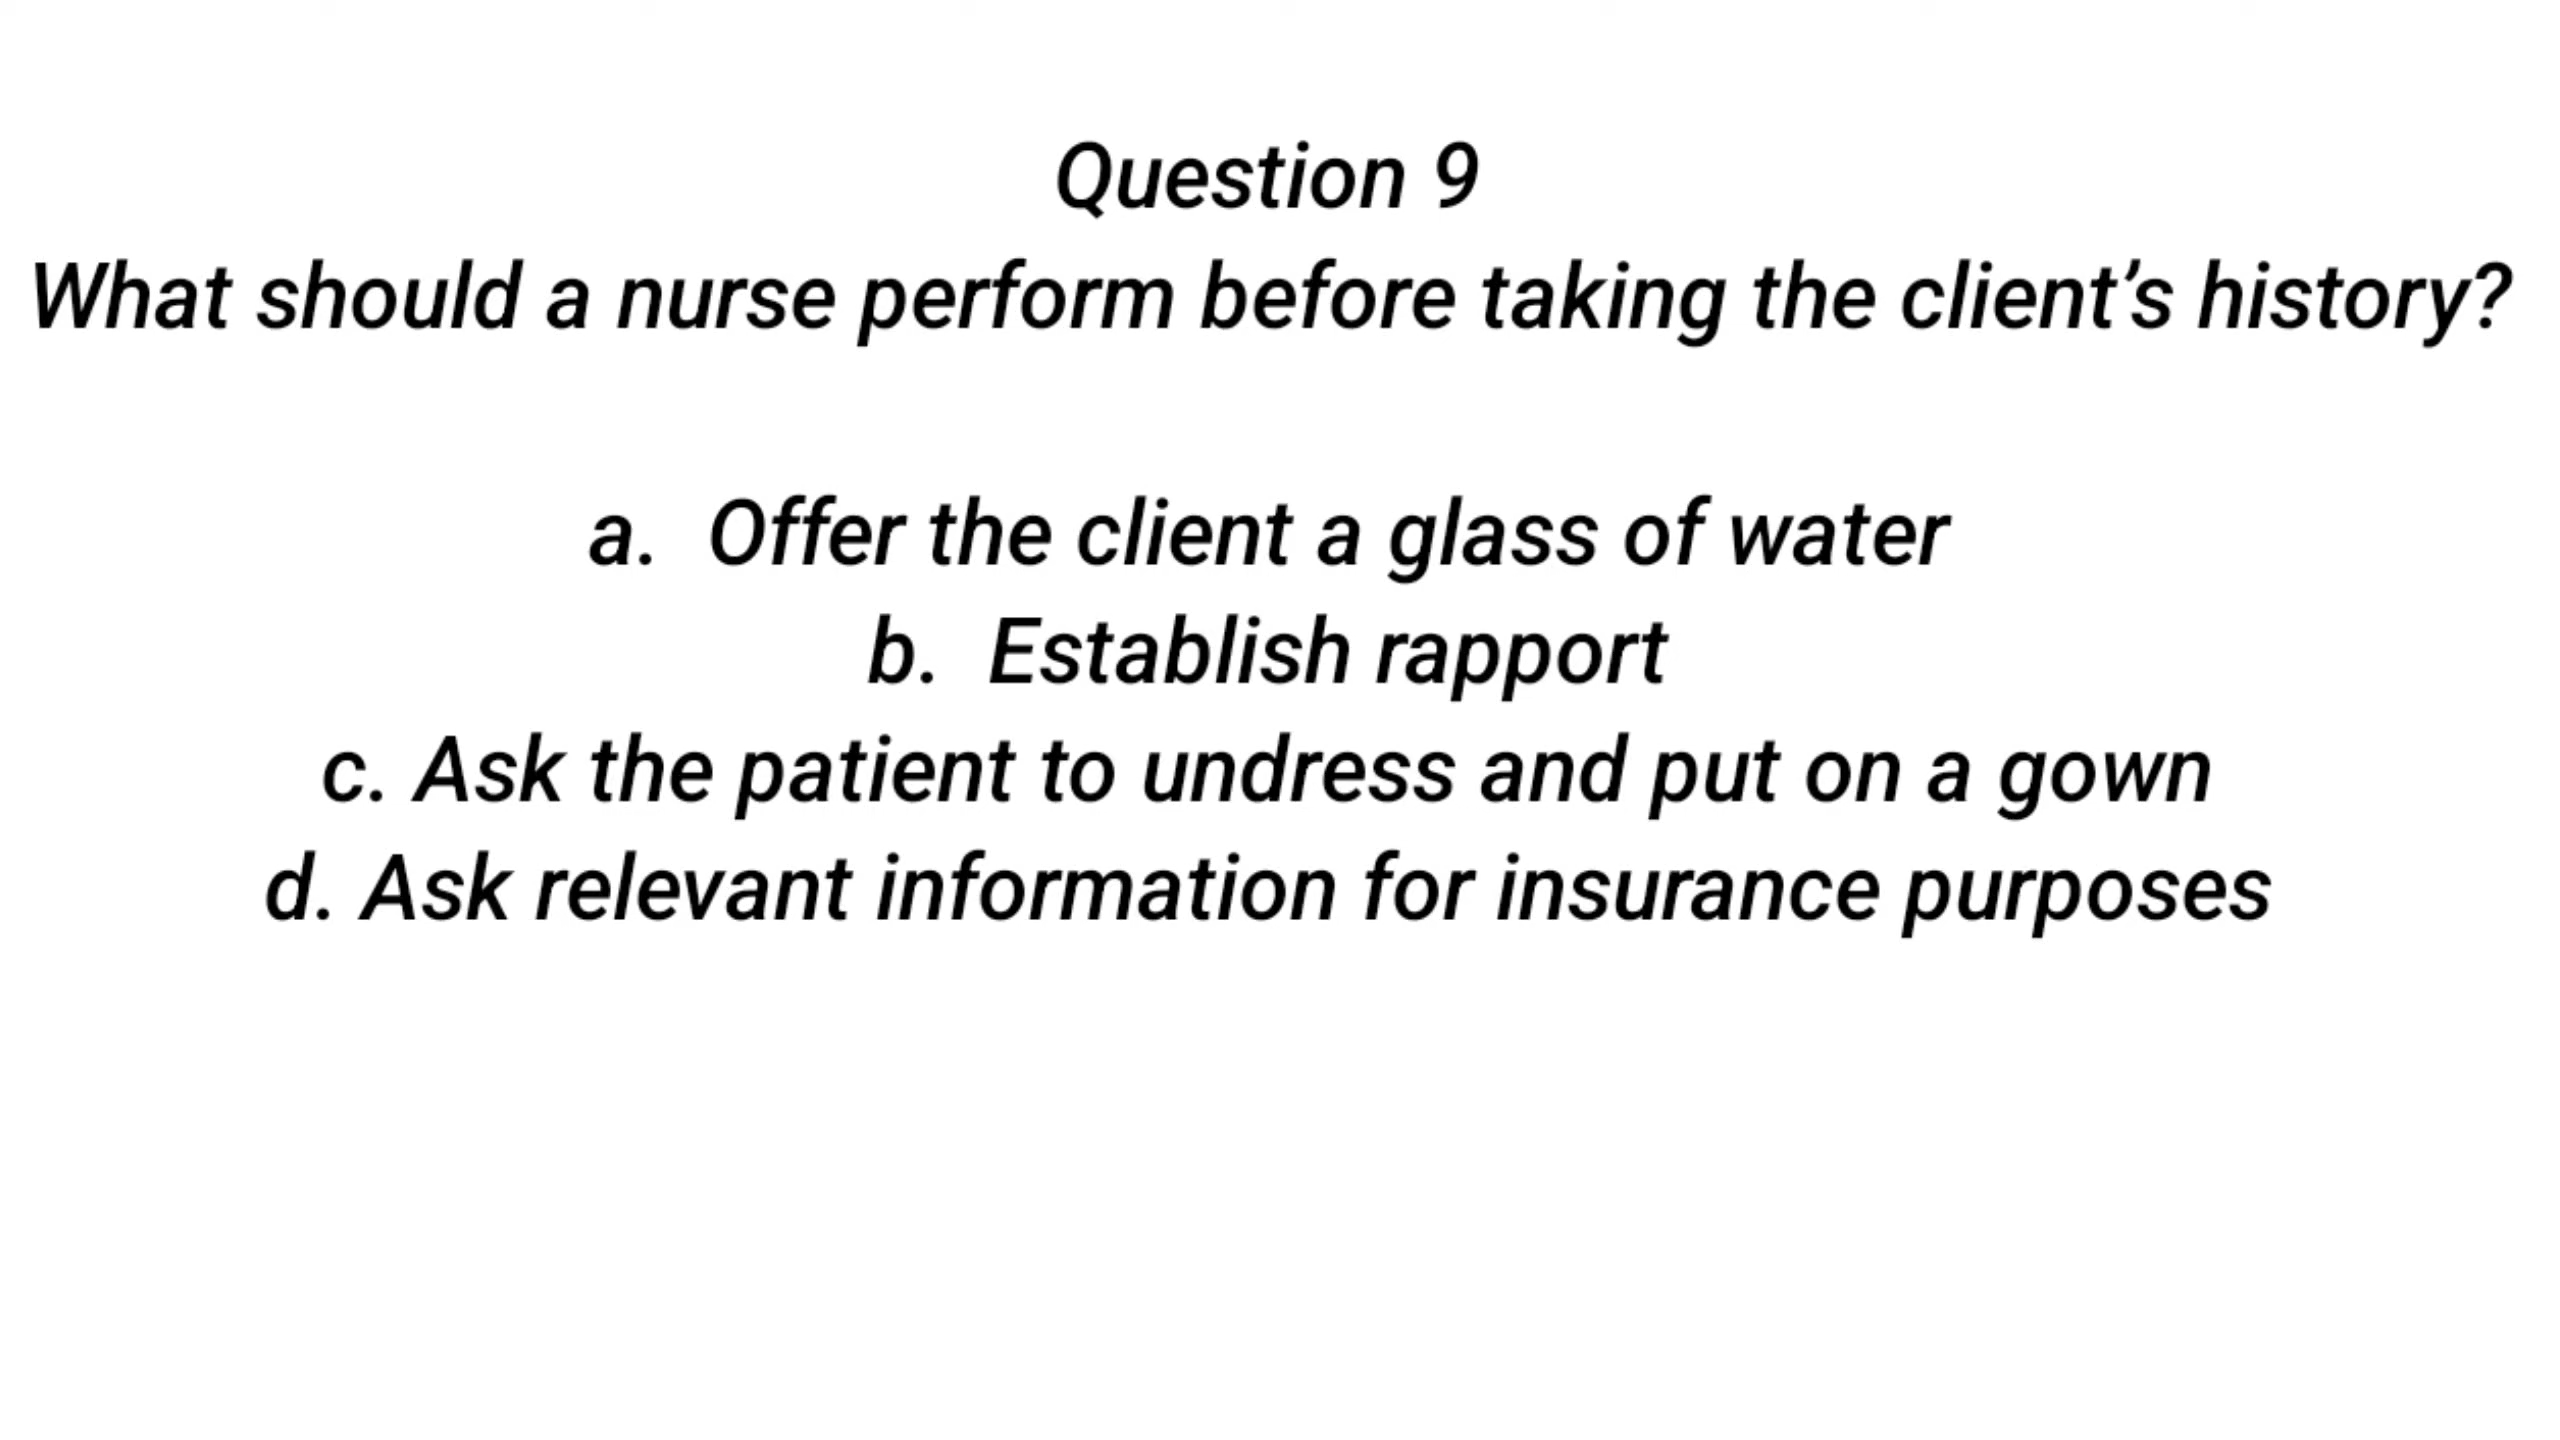 Question 9
What should a nurse perform before taking the client’s history?
a. Offer the client a glass of water
b. Establish rapport
c. Ask the patient to undress and put on a gown
d. Ask relevant information for insurance purposes